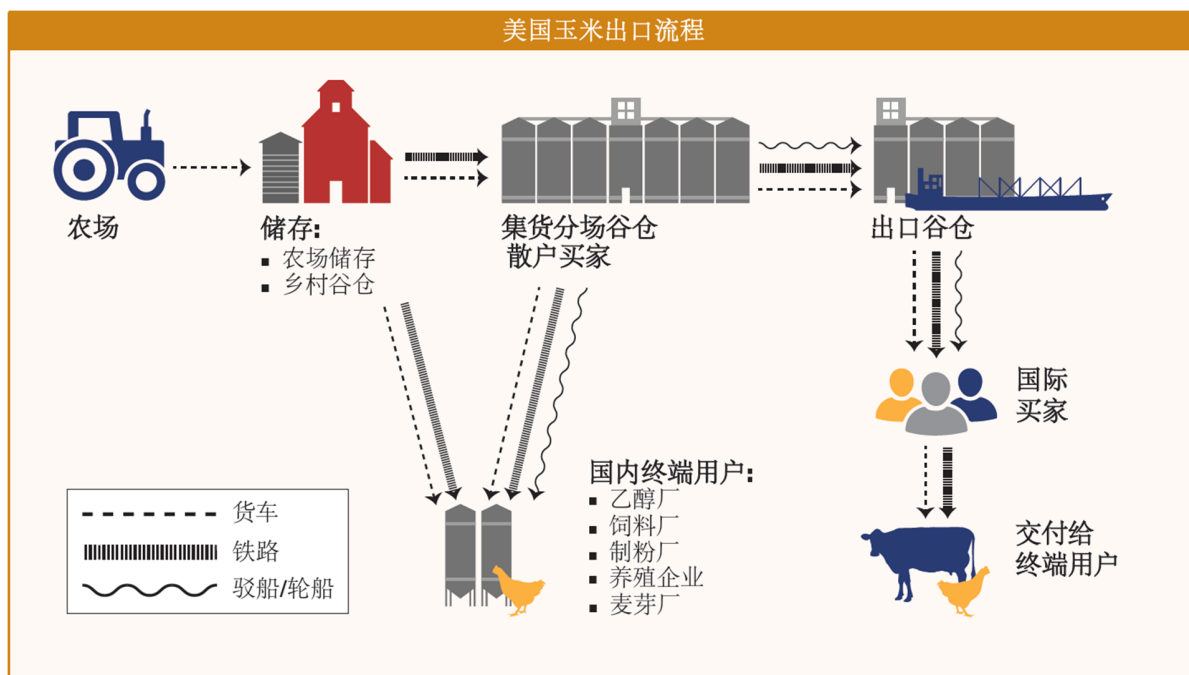 美国玉米出口流程
农场
储存:
▪ 农场储存
▪ 乡村谷仓
集货分场谷仓
散户买家
出口谷仓
国际
买家
国内终端用户:
▪ 乙醇厂
▪ 饲料厂
▪ 制粉厂
▪ 养殖企业
▪ 麦芽厂
交付给
终端用户
货车
铁路
驳船/轮船